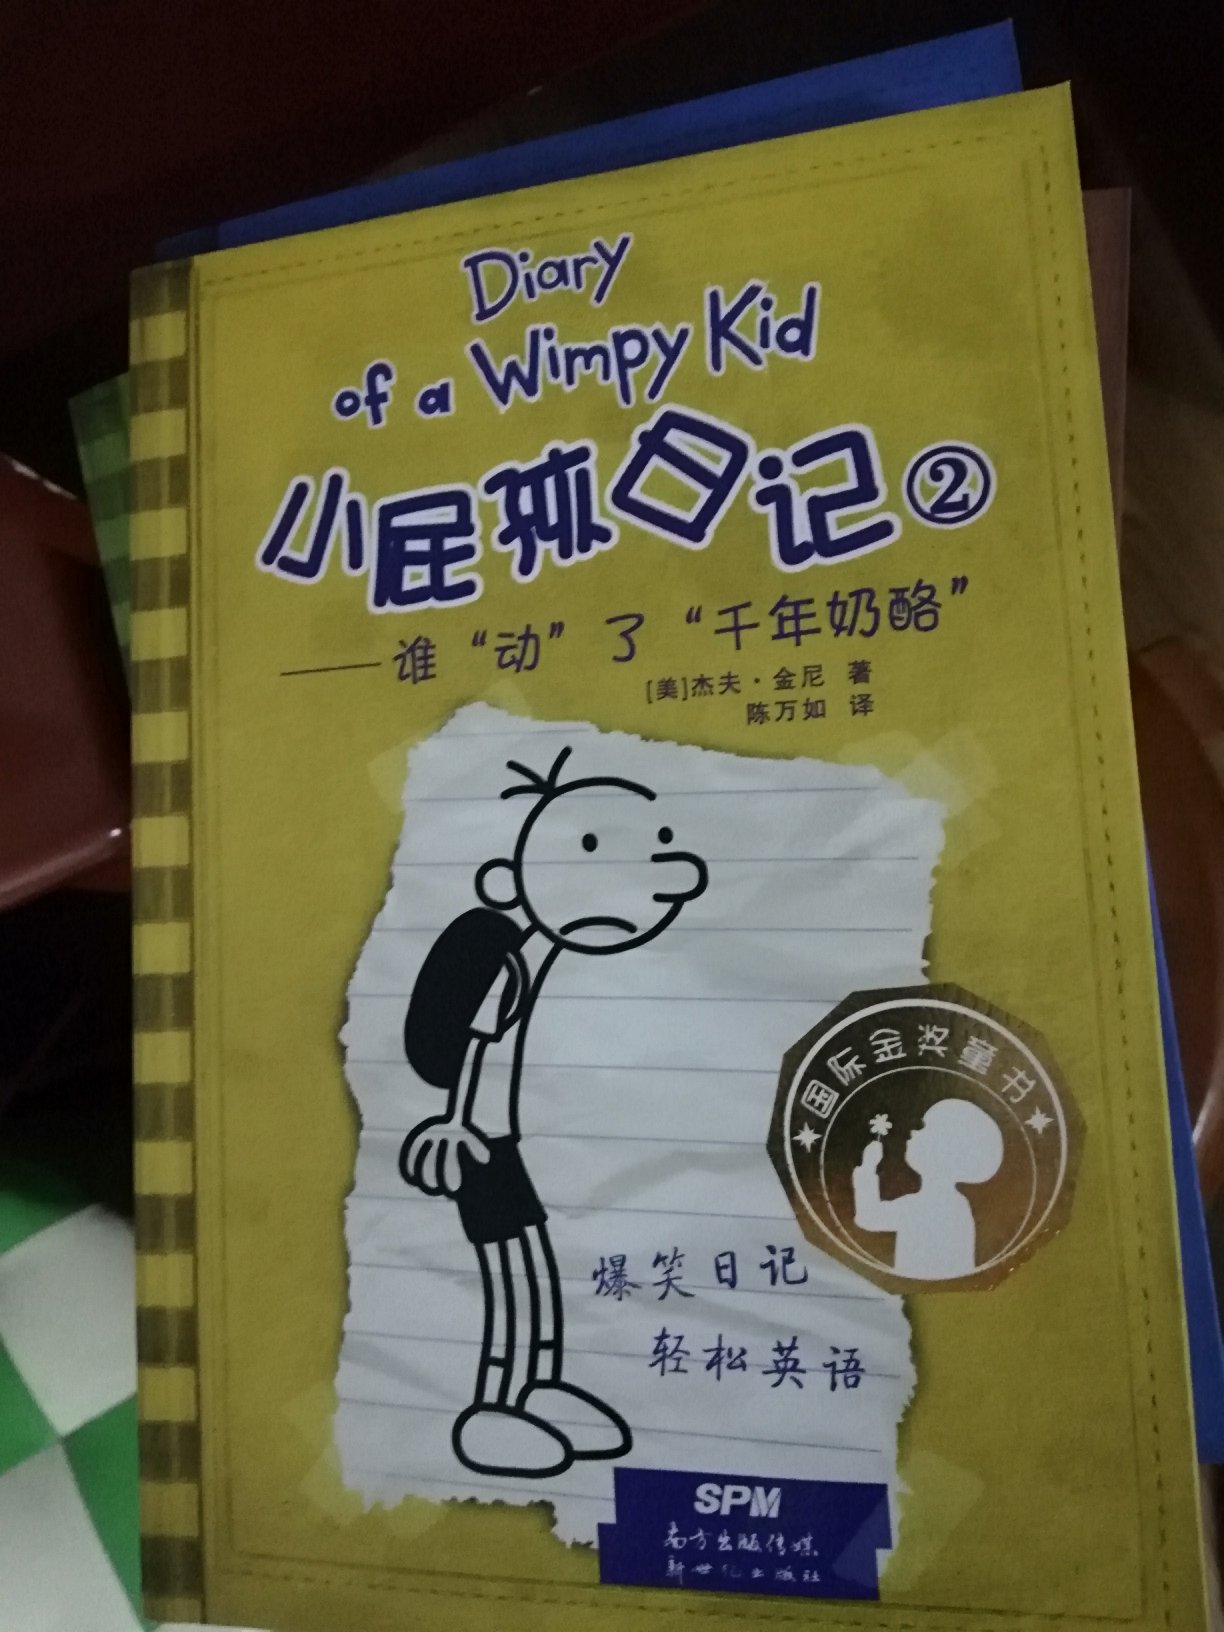 Diary
of a Wimpy Kid
小屁孩日记②
——谁“动”了“千年奶酪”
[美]杰夫·金尼 著
陈万如 译
国际金奖童书
爆笑日记
轻松英语
SPM
南方出版传媒
新世纪出版社